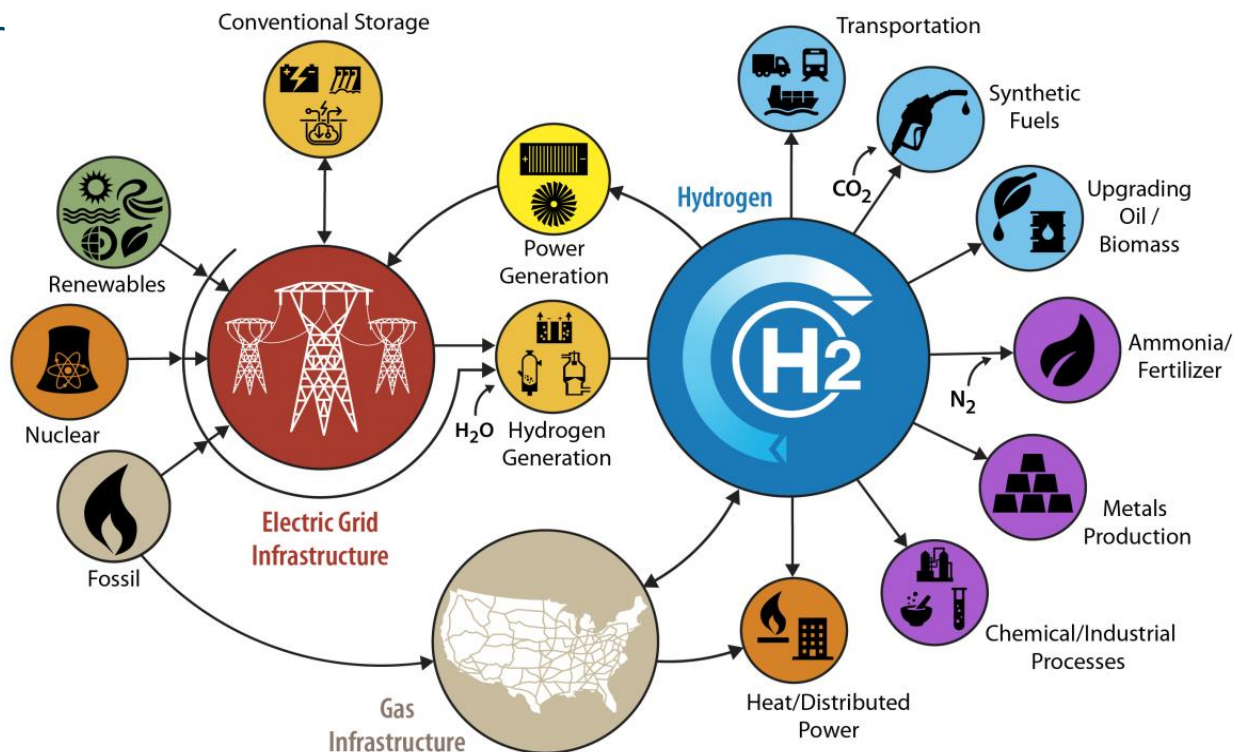 Conventional Storage
Transportation
Synthetic
Fuels
CO₂
Hydrogen
Upgrading
Oil /
Biomass
Renewables
Power
Generation
+ −
H2
Ammonia/
Fertilizer
N₂
Nuclear
- +
H₂O
Hydrogen
Generation
Electric Grid
Infrastructure
Metals
Production
Fossil
Chemical/Industrial
Processes
Gas
Infrastructure
Heat/Distributed
Power